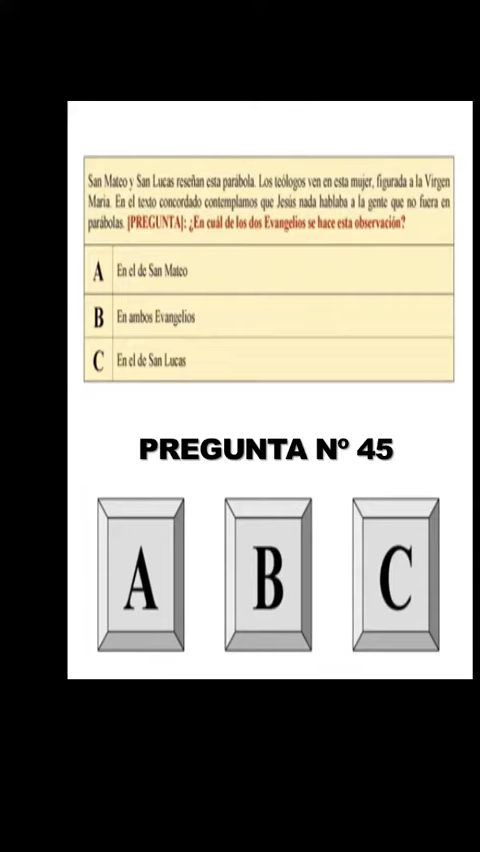 San Mateo y San Lucas reseñan esta parábola. Los teólogos ven en esta mujer, figurada a la Virgen
María. En el texto concordado contemplamos que Jesús nada hablaba a la gente que no fuera en
parábolas. [PREGUNTA]: ¿En cuál de los dos Evangelios se hace esta observación?
A En el de San Mateo
B En ambos Evangelios
C En el de San Lucas
PREGUNTA Nº 45
A B C